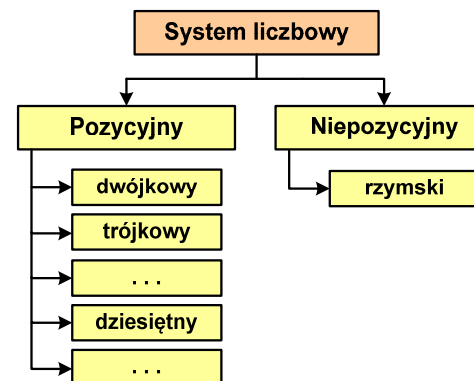 System liczbowy
Pozycyjny
Niepozycyjny
dwójkowy
rzymski
trójkowy
. . .
dziesiętny
. . .